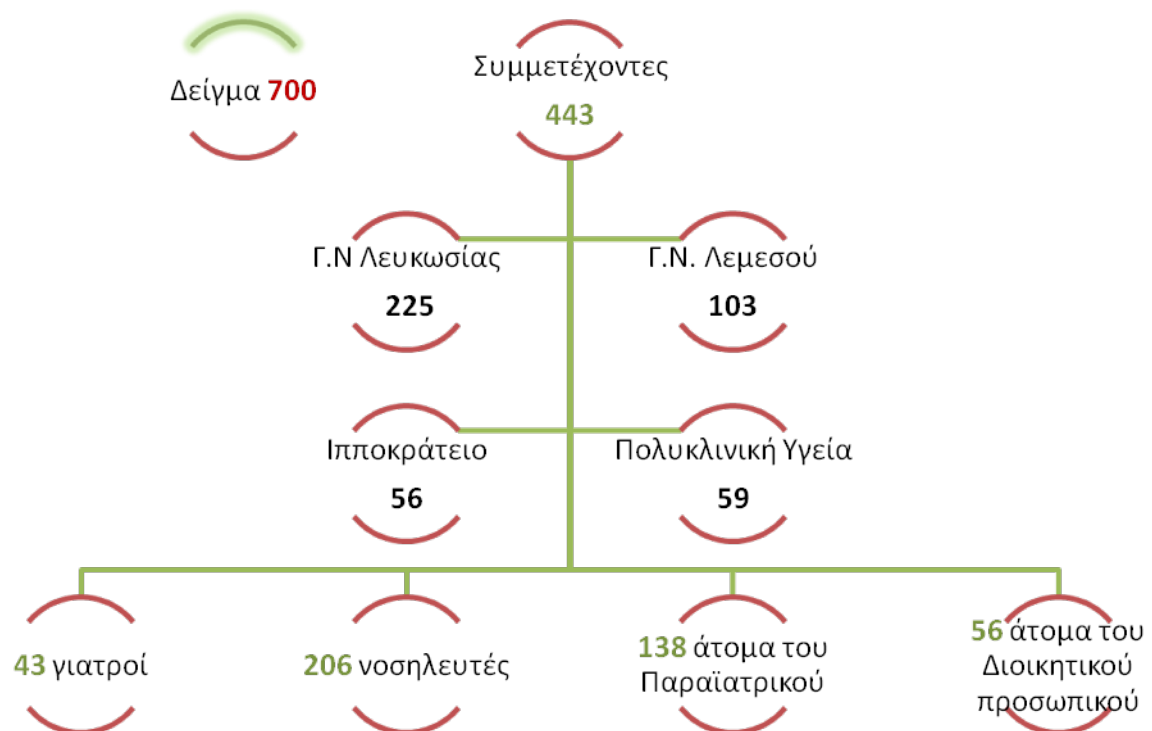 Δείγμα 700
Συμμετέχοντες
443
Γ.Ν Λευκωσίας
225
Γ.Ν. Λεμεσού
103
Ιπποκράτειο
56
Πολυκλινική Υγεία
59
43 γιατροί
206 νοσηλευτές
138 άτομα του
Παραϊατρικού
56 άτομα του
Διοικητικού
προσωπικού